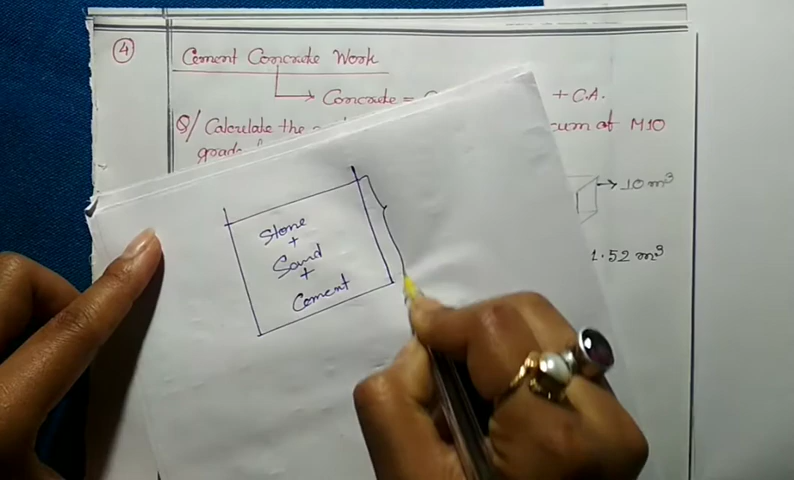 4
Cement Concrete Work
Concrete = + C.A.
Q/ Calculate the cum of M10
grade
10 m³
1.52 m³
Stone
+
Sand
+
Cement